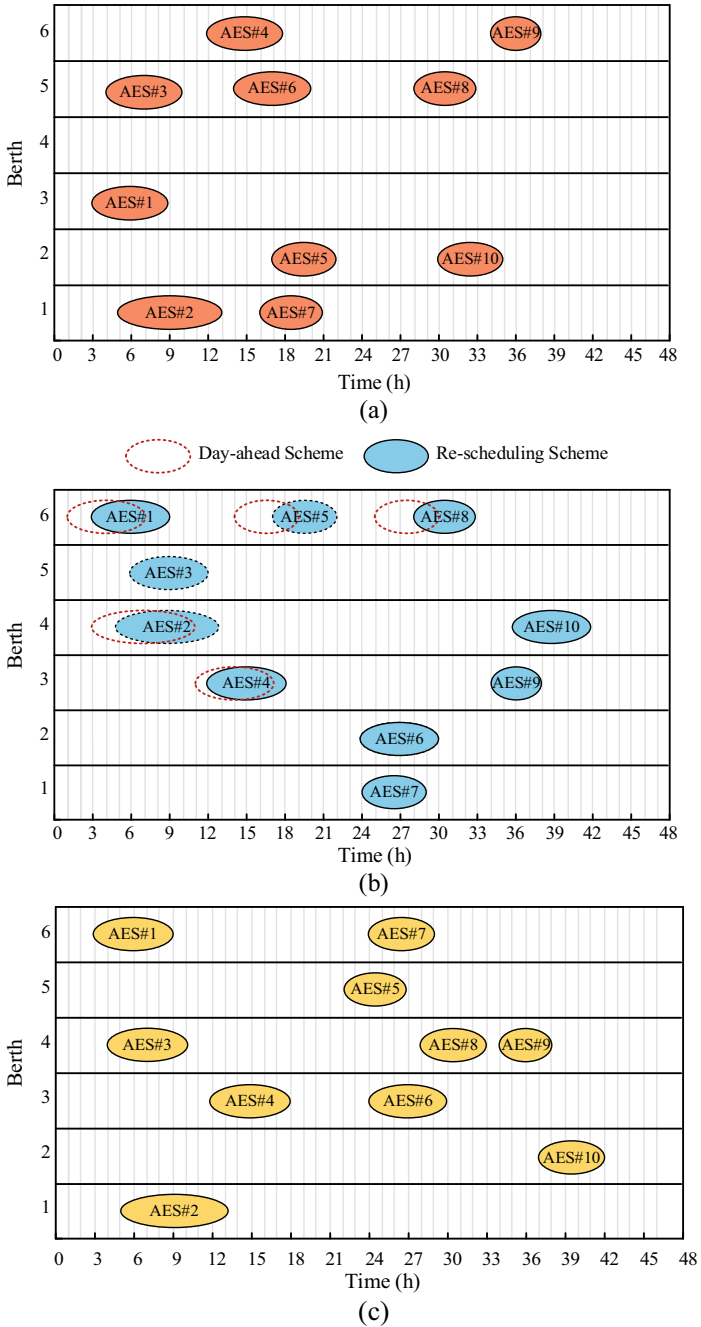 6 AES#4 AES#9
5 AES#3 AES#6 AES#8
4
3 AES#1
2 AES#5 AES#10
1 AES#2 AES#7
Berth
0 3 6 9 12 15 18 21 24 27 30 33 36 39 42 45 48
Time (h)
(a)
Day-ahead Scheme Re-scheduling Scheme
6 AES#1 AES#5 AES#8
5 AES#3
4 AES#2 AES#10
3 AES#4 AES#9
2 AES#6
1 AES#7
Berth
0 3 6 9 12 15 18 21 24 27 30 33 36 39 42 45 48
Time (h)
(b)
6 AES#1 AES#7
5 AES#5
4 AES#3 AES#8 AES#9
3 AES#4 AES#6
2 AES#10
1 AES#2
Berth
0 3 6 9 12 15 18 21 24 27 30 33 36 39 42 45 48
Time (h)
(c)